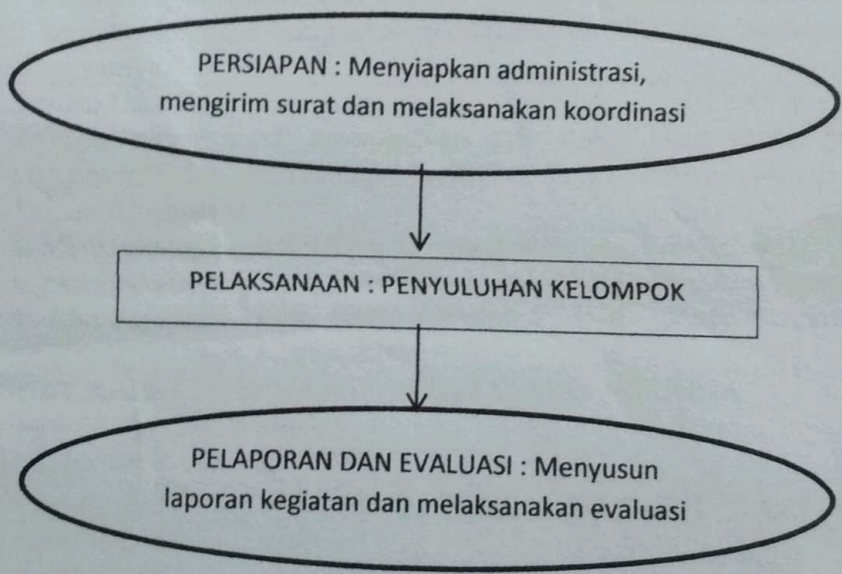 PERSIAPAN : Menyiapkan administrasi,
mengirim surat dan melaksanakan koordinasi
PELAKSANAAN : PENYULUHAN KELOMPOK
PELAPORAN DAN EVALUASI : Menyusun
laporan kegiatan dan melaksanakan evaluasi